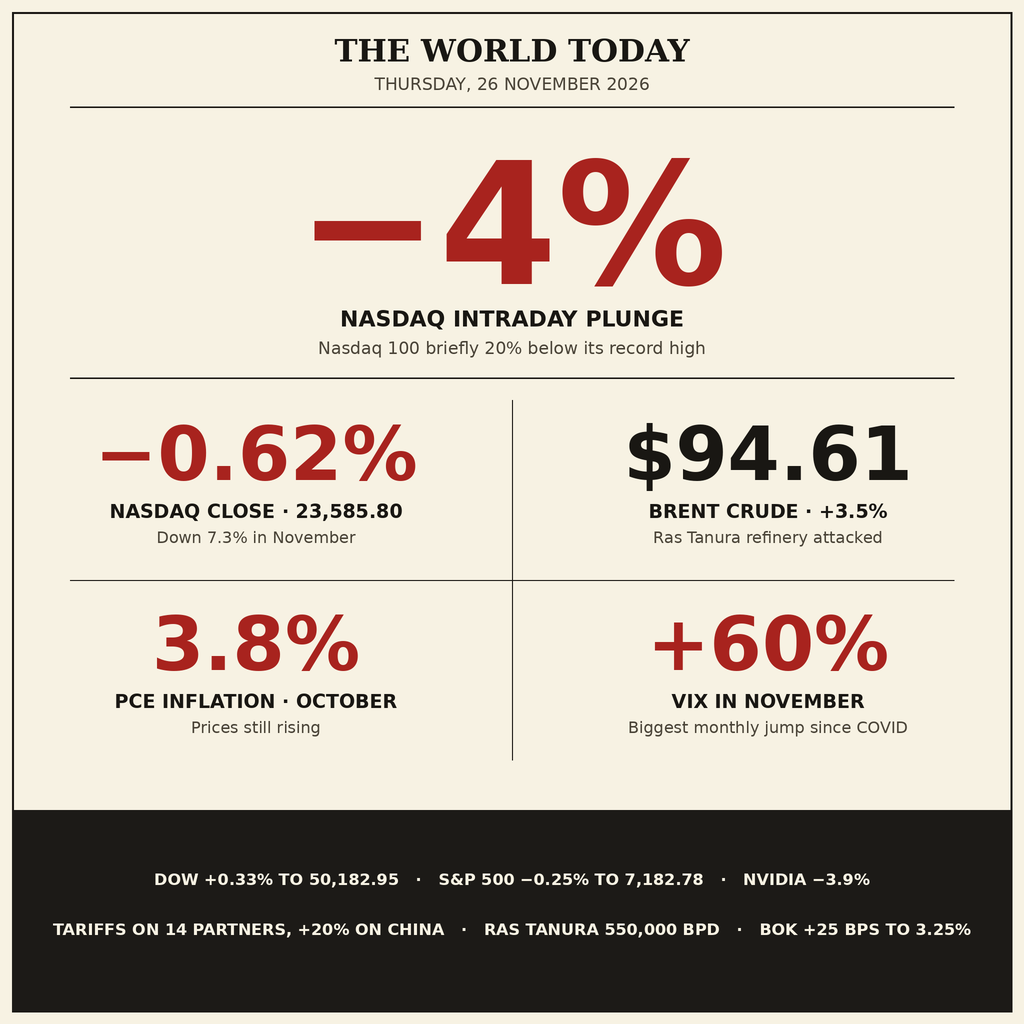 THE WORLD TODAY
THURSDAY, 26 NOVEMBER 2026
−4%
NASDAQ INTRADAY PLUNGE
Nasdaq 100 briefly 20% below its record high
−0.62%
NASDAQ CLOSE · 23,585.80
Down 7.3% in November
$94.61
BRENT CRUDE · +3.5%
Ras Tanura refinery attacked
3.8%
PCE INFLATION · OCTOBER
Prices still rising
+60%
VIX IN NOVEMBER
Biggest monthly jump since COVID
DOW +0.33% TO 50,182.95 · S&P 500 −0.25% TO 7,182.78 · NVIDIA −3.9%
TARIFFS ON 14 PARTNERS, +20% ON CHINA · RAS TANURA 550,000 BPD · BOK +25 BPS TO 3.25%